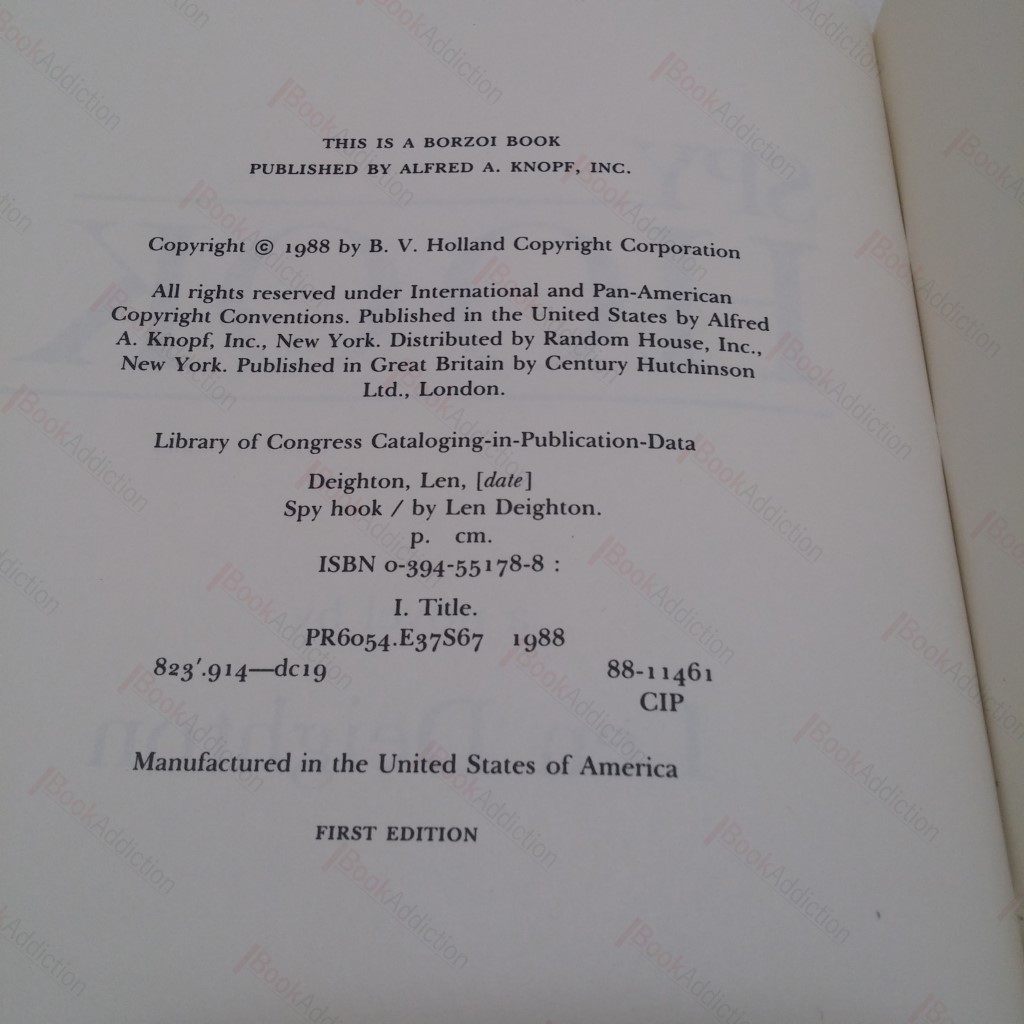 THIS IS A BORZOI BOOK
PUBLISHED BY ALFRED A. KNOPF, INC.
Copyright © 1988 by B. V. Holland Copyright Corporation
All rights reserved under International and Pan-American
Copyright Conventions. Published in the United States by Alfred
A. Knopf, Inc., New York. Distributed by Random House, Inc.,
New York. Published in Great Britain by Century Hutchinson
Ltd., London.
Library of Congress Cataloging-in-Publication-Data
Deighton, Len, [date]
Spy hook / by Len Deighton.
p. cm.
ISBN 0-394-55178-8 :
I. Title.
PR6054.E37S67 1988
823'.914—dc19 88-11461
CIP
Manufactured in the United States of America
FIRST EDITION
BookAddiction